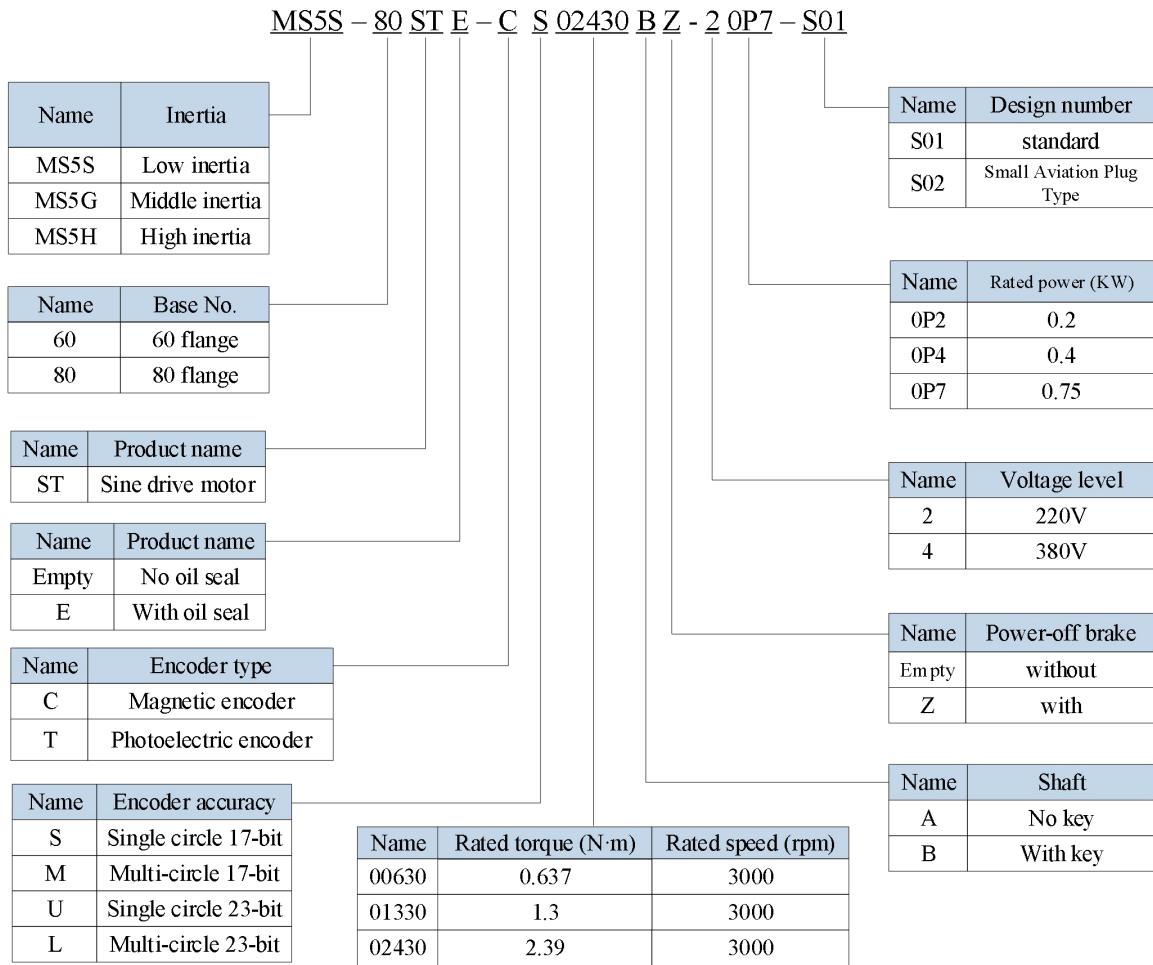 MS5S – 80 ST E – C S 02430 B Z - 2 0P7 – S01
Name Inertia
MS5S Low inertia
MS5G Middle inertia
MS5H High inertia
Name Base No.
60 60 flange
80 80 flange
Name Product name
ST Sine drive motor
Name Product name
Empty No oil seal
E With oil seal
Name Encoder type
C Magnetic encoder
T Photoelectric encoder
Name Encoder accuracy
S Single circle 17-bit
M Multi-circle 17-bit
U Single circle 23-bit
L Multi-circle 23-bit
Name Rated torque (N·m) Rated speed (rpm)
00630 0.637 3000
01330 1.3 3000
02430 2.39 3000
Name Design number
S01 standard
S02 Small Aviation Plug
Type
Name Rated power (KW)
0P2 0.2
0P4 0.4
0P7 0.75
Name Voltage level
2 220V
4 380V
Name Power-off brake
Empty without
Z with
Name Shaft
A No key
B With key